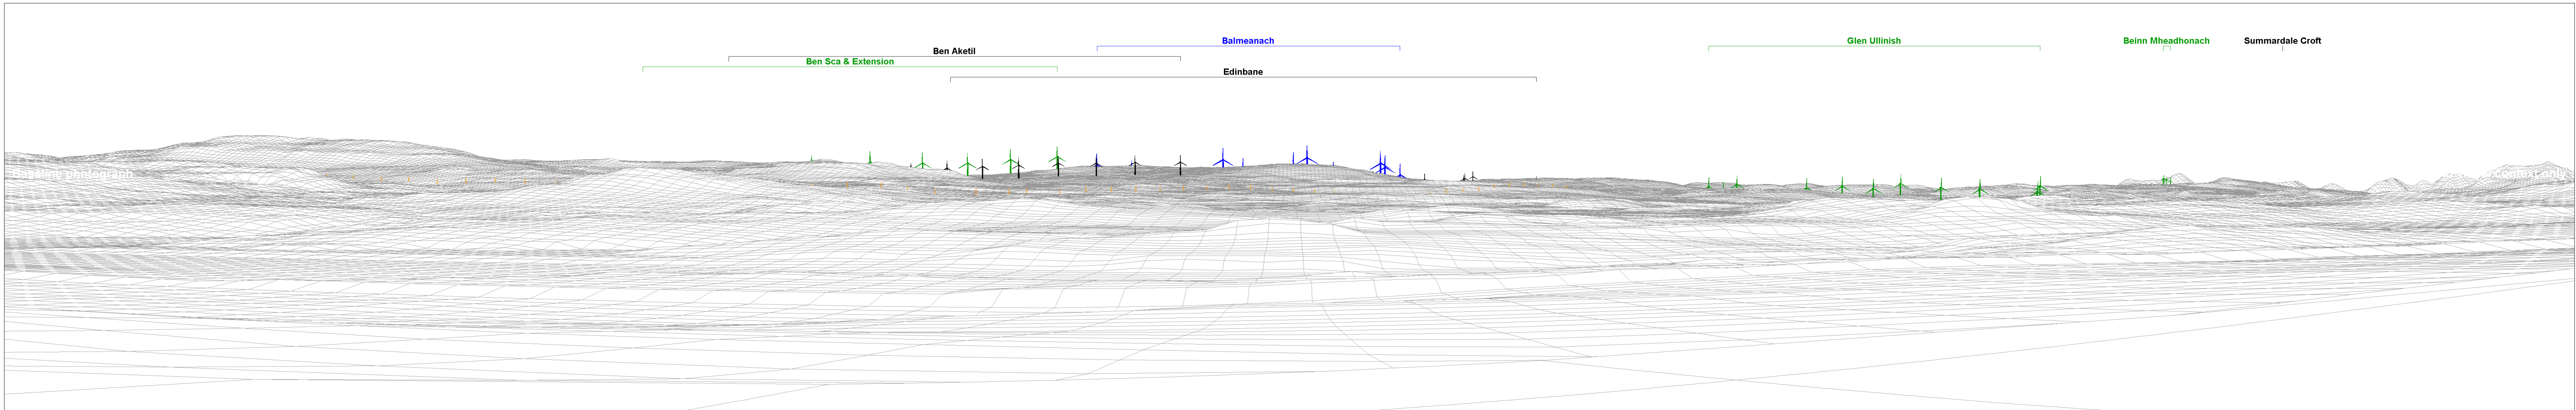 Balmeanach
Glen Ullinish
Beinn Mheadhonach
Summardale Croft
Ben Aketil
Ben Sca & Extension
Edinbane
Baseline photograph
context only